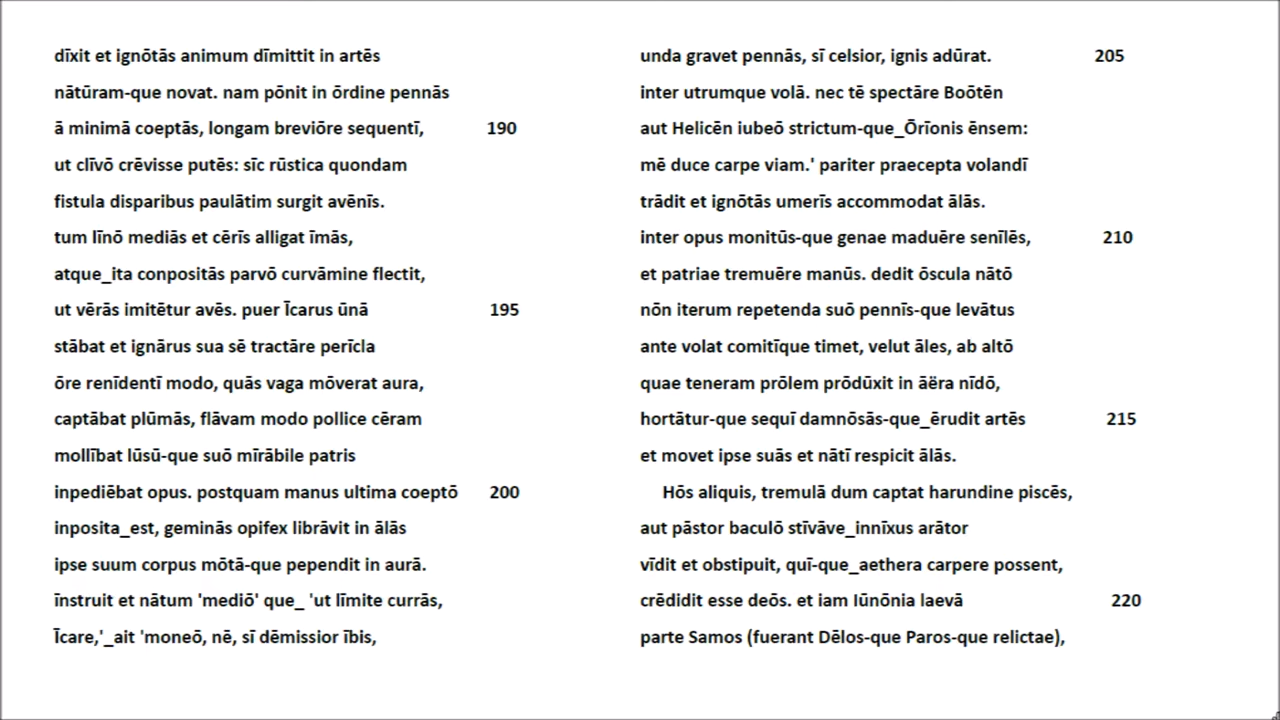 dīxit et ignōtās animum dīmittit in artēs
nātūram-que novat. nam pōnit in ōrdine pennās
ā minimā coeptās, longam breviōre sequentī, 190
ut clīvō crēvisse putēs: sīc rūstica quondam
fistula disparibus paulātim surgit avēnīs.
tum līnō mediās et cērīs alligat īmās,
atque_ita conpositās parvō curvāmine flectit,
ut vērās imitētur avēs. puer Īcarus ūnā 195
stābat et ignārus sua sē tractāre perīcla
ōre renīdentī modo, quās vaga mōverat aura,
captābat plūmās, flāvam modo pollice cēram
mollībat lūsū-que suō mīrābile patris
inpediēbat opus. postquam manus ultima coeptō 200
inposita_est, geminās opifex librāvit in ālās
ipse suum corpus mōtā-que pependit in aurā.
īnstruit et nātum 'mediō' que_ 'ut līmite currās,
Īcare,'_ait 'moneō, nē, sī dēmissior ībis,
unda gravet pennās, sī celsior, ignis adūrat. 205
inter utrumque volā. nec tē spectāre Boōtēn
aut Helicēn iubeō strictum-que_Ōrīonis ēnsem:
mē duce carpe viam.' pariter praecepta volandī
trādit et ignōtās umerīs accommodat ālās.
inter opus monitūs-que genae maduēre senīlēs, 210
et patriae tremuēre manūs. dedit ōscula nātō
nōn iterum repetenda suō pennīs-que levātus
ante volat comitīque timet, velut āles, ab altō
quae teneram prōlem prōdūxit in āëra nīdō,
hortātur-que sequī damnōsās-que_ērudit artēs 215
et movet ipse suās et nātī respicit ālās.
Hōs aliquis, tremulā dum captat harundine piscēs,
aut pāstor baculō stīvāve_innīxus arātor
vīdit et obstipuit, quī-que_aethera carpere possent,
crēdidit esse deōs. et iam Iūnōnia laevā 220
parte Samos (fuerant Dēlos-que Paros-que relictae),